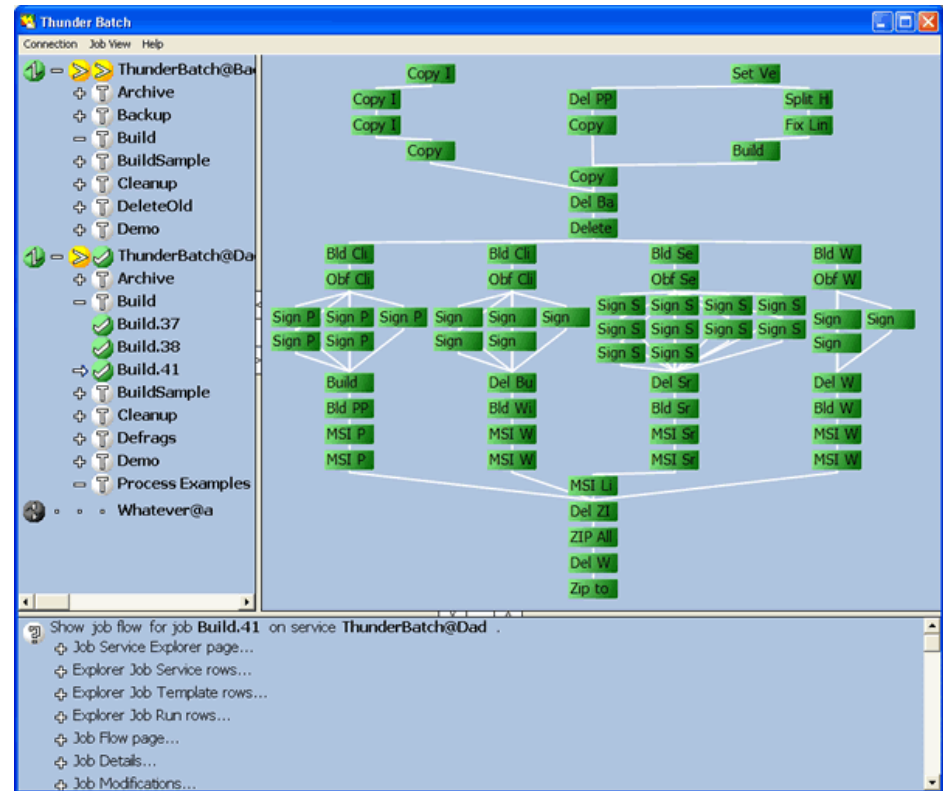 Thunder Batch
Connection Job View Help
ThunderBatch@Ba
Archive
Backup
Build
BuildSample
Cleanup
DeleteOld
Demo
ThunderBatch@Da
Archive
Build
Build.37
Build.38
Build.41
BuildSample
Cleanup
Defrags
Demo
Process Examples
Whatever@a
Copy I Set Ve
Copy I Del PP Split H
Copy I Copy Fix Lin
Copy Build
Copy
Del Ba
Delete
Bld Cli Bld Cli Bld Se Bld W
Obf Cli Obf Cli Obf Se Obf W
Sign P Sign P Sign P Sign Sign Sign Sign S Sign S Sign S Sign S Sign Sign
Sign P Sign P Sign Sign Sign S Sign S Sign S Sign S Sign
Sign S Sign S
Build Del Bu Del Sr Del W
Bld PP Bld Wi Bld Sr Bld W
MSI P MSI W MSI Sr MSI W
MSI P MSI W MSI Sr MSI W
MSI Li
Del ZI
ZIP All
Del W
Zip to
Show job flow for job Build.41 on service ThunderBatch@Dad .
Job Service Explorer page...
Explorer Job Service rows...
Explorer Job Template rows...
Explorer Job Run rows...
Job Flow page...
Job Details...
Job Modifications...